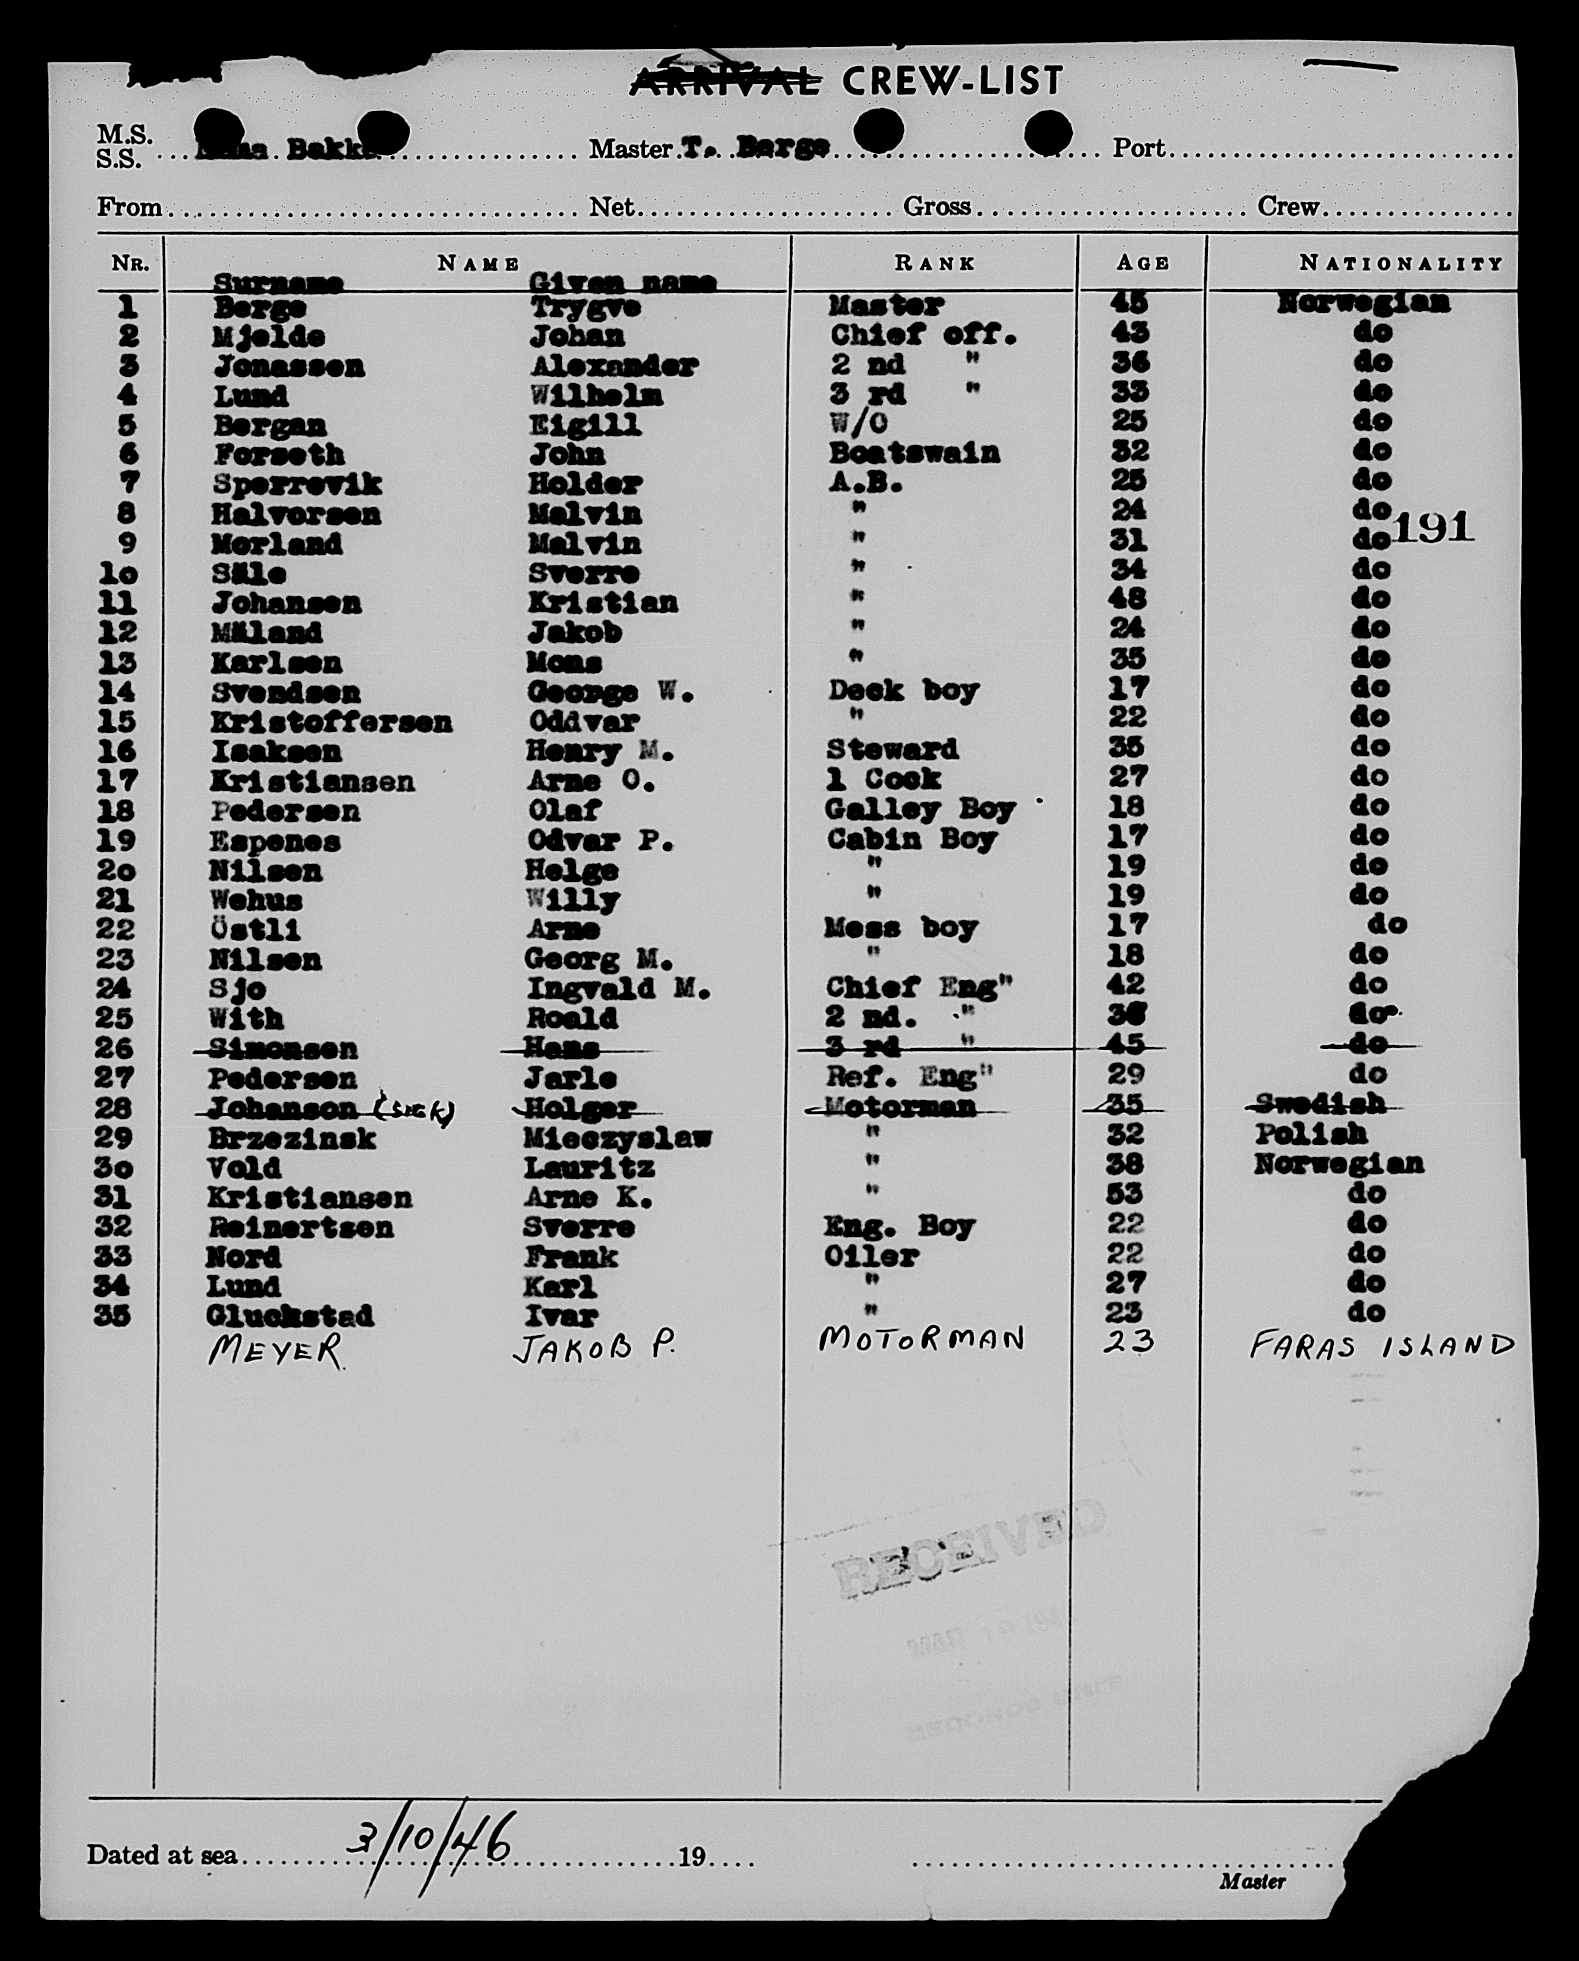 ARRIVAL CREW-LIST
M.S.
S.S. Bakke Master T. Berge Port
From Net Gross Crew
NR. NAME RANK AGE NATIONALITY
Surname Given name
1 Berge Trygve Master 45 Norwegian
2 Mjelde Johan Chief off. 43 do
3 Jonassen Alexander 2 nd " 36 do
4 Lund Wilhelm 3 rd " 33 do
5 Bergan Eigill W/O 25 do
6 Forseth John Boatswain 32 do
7 Sperrevik Holder A.B. 25 do
8 Halvorsen Malvin " 24 do
191
9 Morland Malvin " 31 do
1o Säle Sverre " 34 do
11 Johansen Kristian " 48 do
12 Mäland Jakob " 24 do
13 Karlsen Mons " 35 do
14 Svendsen George W. Deck boy 17 do
15 Kristoffersen Oddvar " 22 do
16 Isaksen Henry M. Steward 35 do
17 Kristiansen Arne O. 1 Cook 27 do
18 Pedersen Olaf Galley Boy 18 do
19 Espenes Odvar P. Cabin Boy 17 do
2o Nilsen Helge " 19 do
21 Wehus Willy " 19 do
22 Östli Arne Mess boy 17 do
23 Nilsen Georg M. " 18 do
24 Sjo Ingvald M. Chief Eng" 42 do
25 With Roald 2 nd. " do
26 Simonsen Hans 3 rd " 45 do
27 Pedersen Jarle Ref. Eng" 29 do
28 Johanson (SICK) Holger Motorman 35 Swedish
29 Brzezinsk Mieczyslaw " 32 Polish
3o Vold Lauritz " 38 Norwegian
31 Kristiansen Arne K. " 53 do
32 Reinertsen Sverre Eng. Boy 22 do
33 Nord Frank Oiler 22 do
34 Lund Karl " 27 do
35 Gluckstad Ivar " 23 do
MEYER JAKOB P. MOTORMAN 23 FARAS ISLAND
RECEIVED
Dated at sea 3/10/46 19
Master